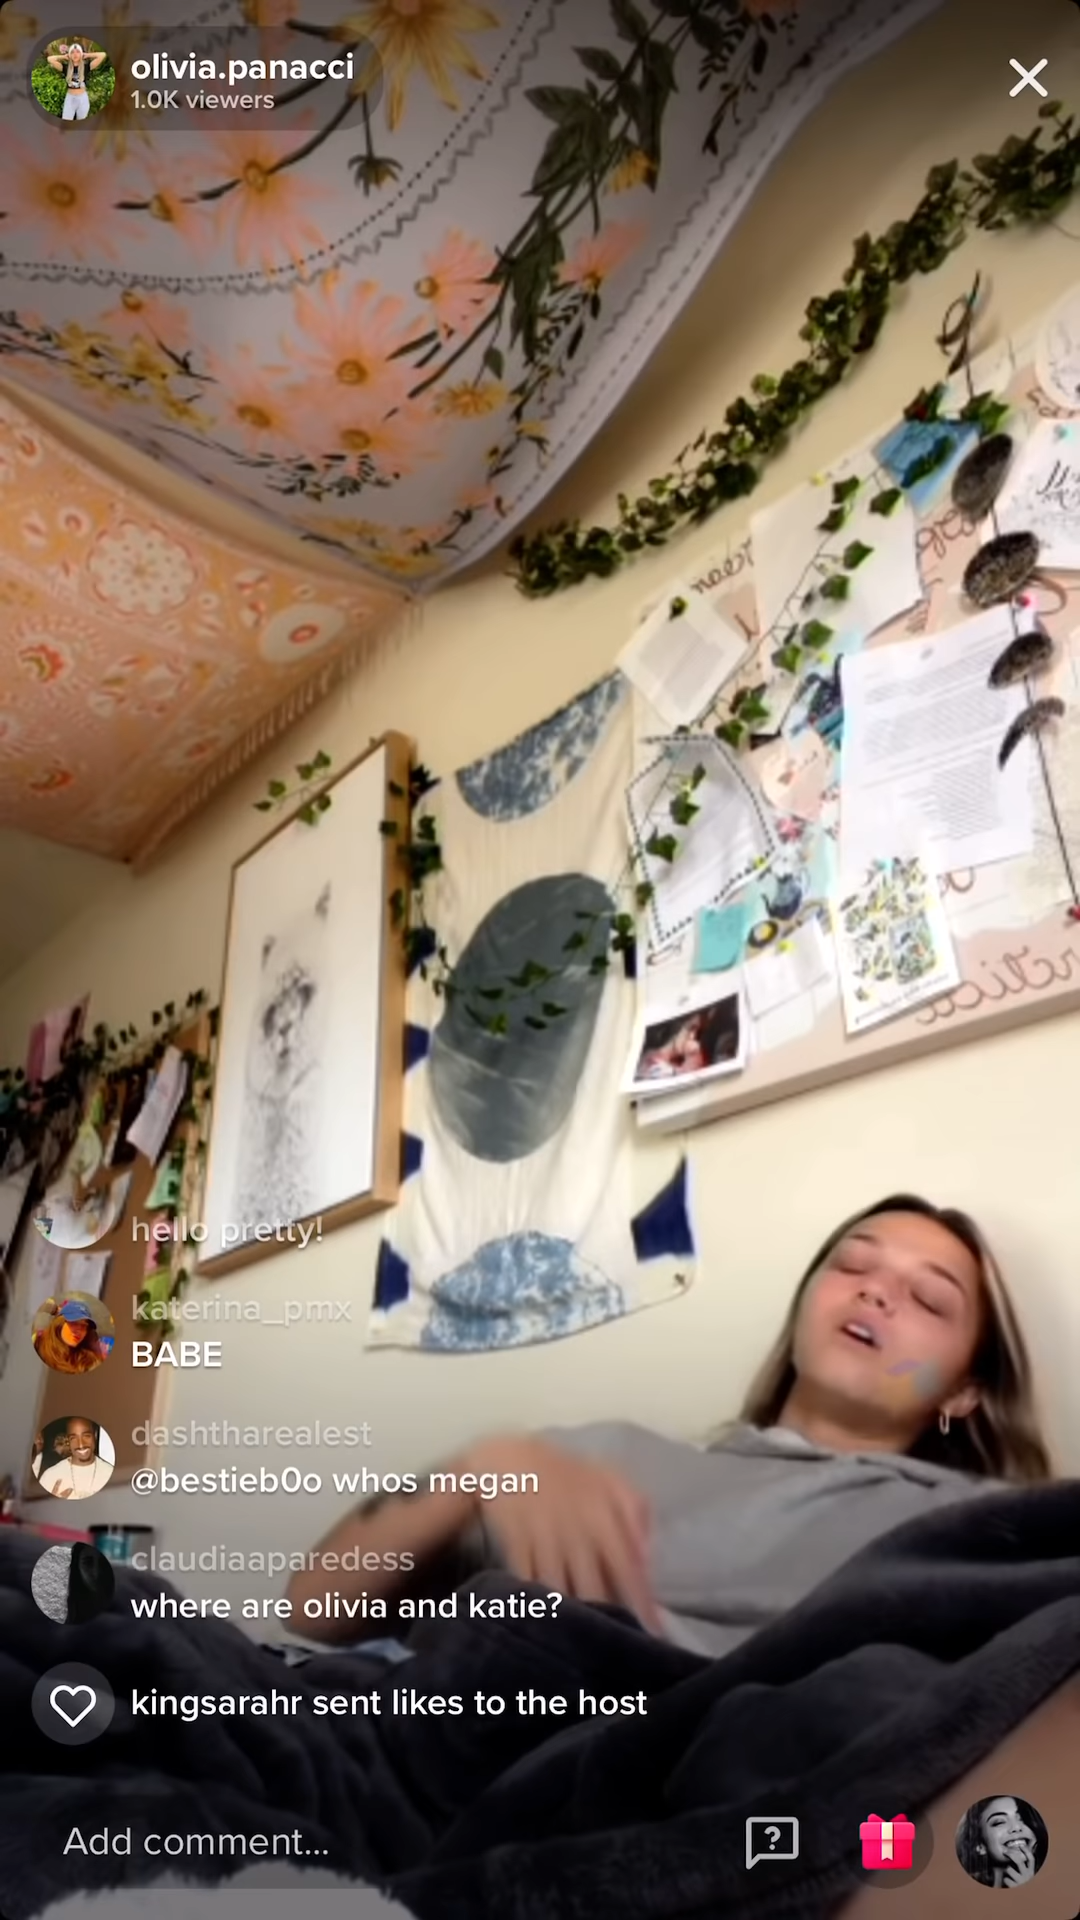 olivia.panacci
1.0K viewers
hello pretty!
katerina_pmx
BABE
dashtharealest
@bestieb0o whos megan
claudiaaparedess
where are olivia and katie?
kingsarahr sent likes to the host
Add comment...